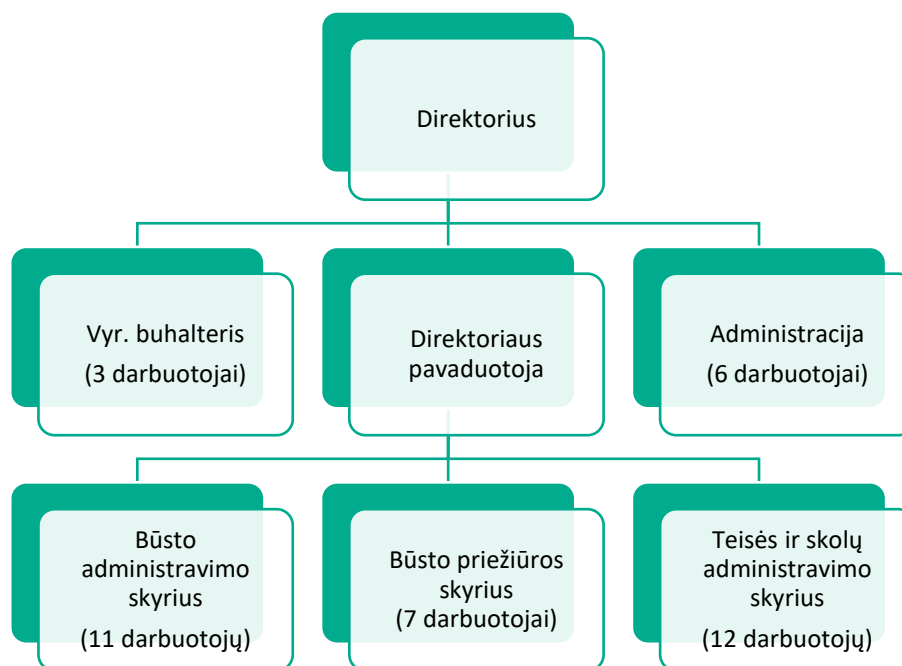 Direktorius
Vyr. buhalteris
(3 darbuotojai)
Direktoriaus
pavaduotoja
Administracija
(6 darbuotojai)
Būsto
administravimo
skyrius
(11 darbuotojų)
Būsto priežiūros
skyrius
(7 darbuotojai)
Teisės ir skolų
administravimo
skyrius
(12 darbuotojų)